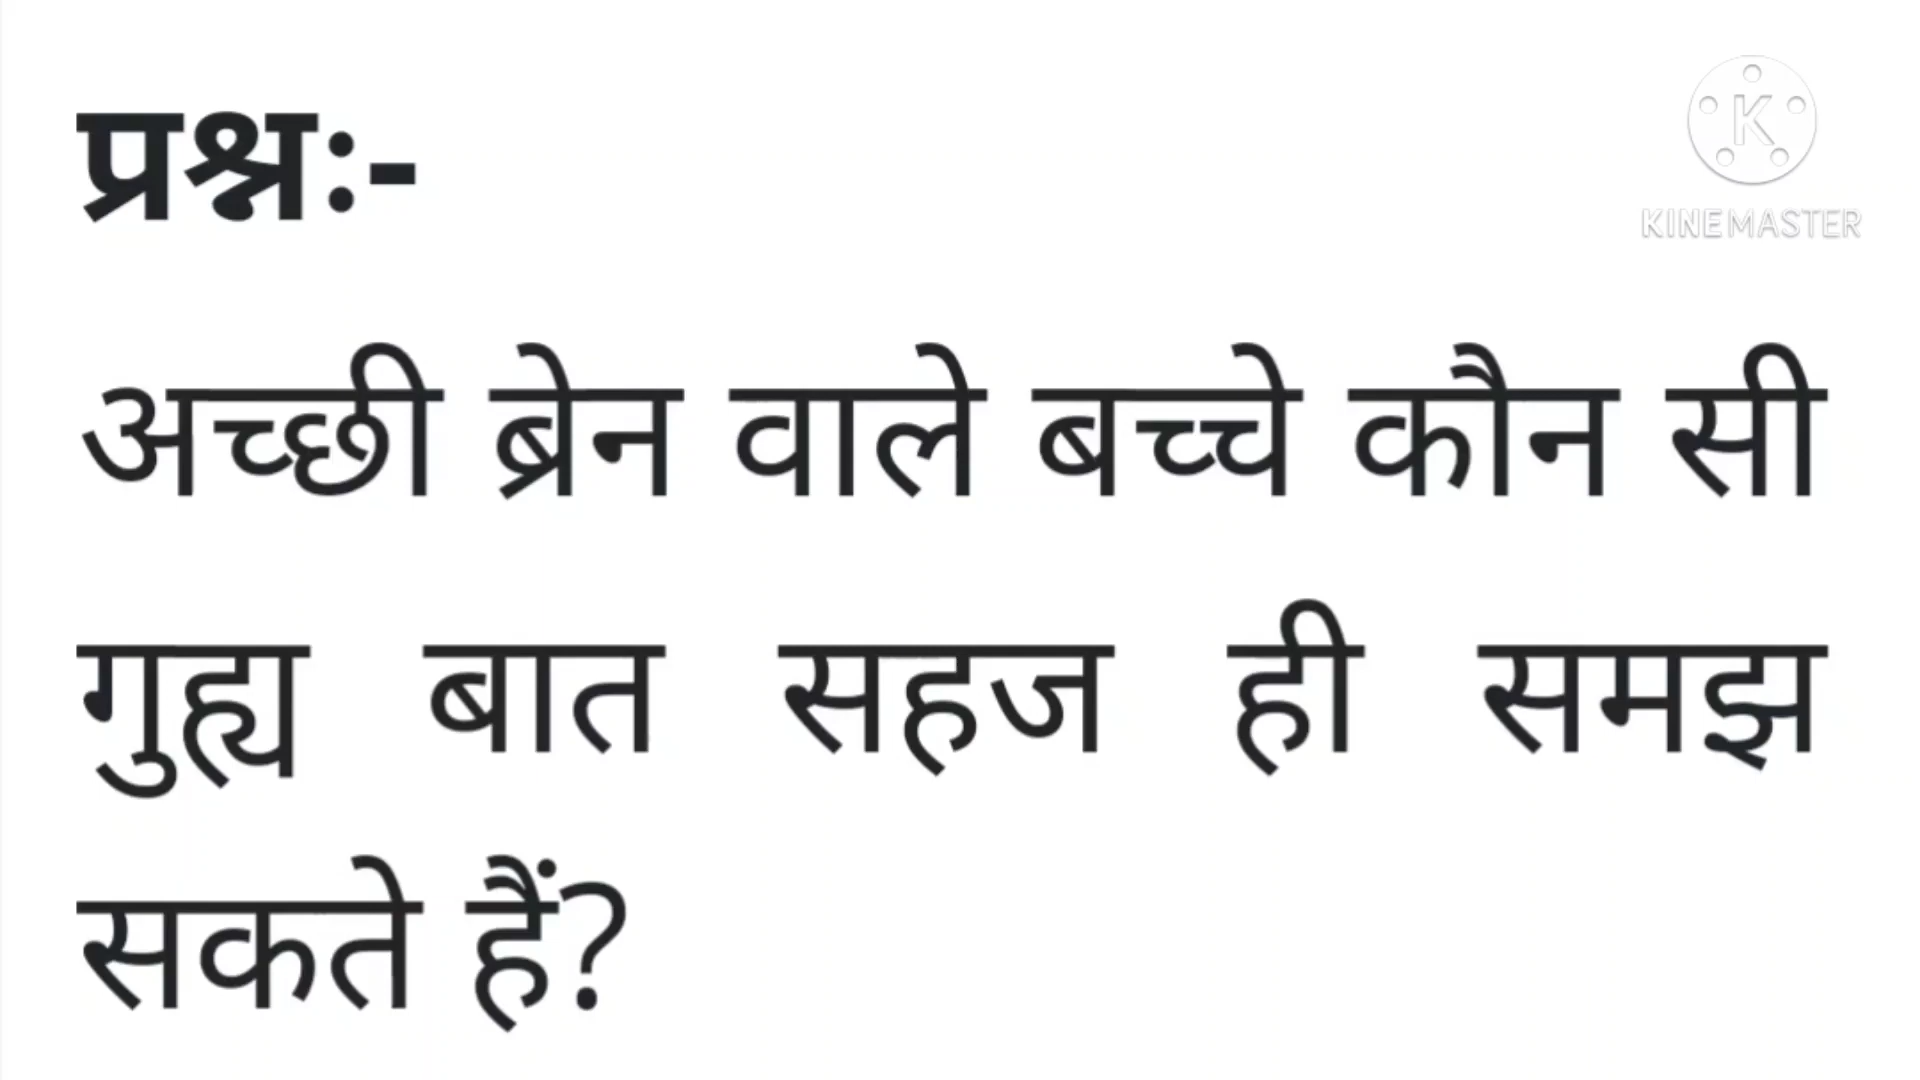 प्रश्न:-
KINEMASTER
अच्छी ब्रेन वाले बच्चे कौन सी
गुह्य बात सहज ही समझ
सकते हैं?